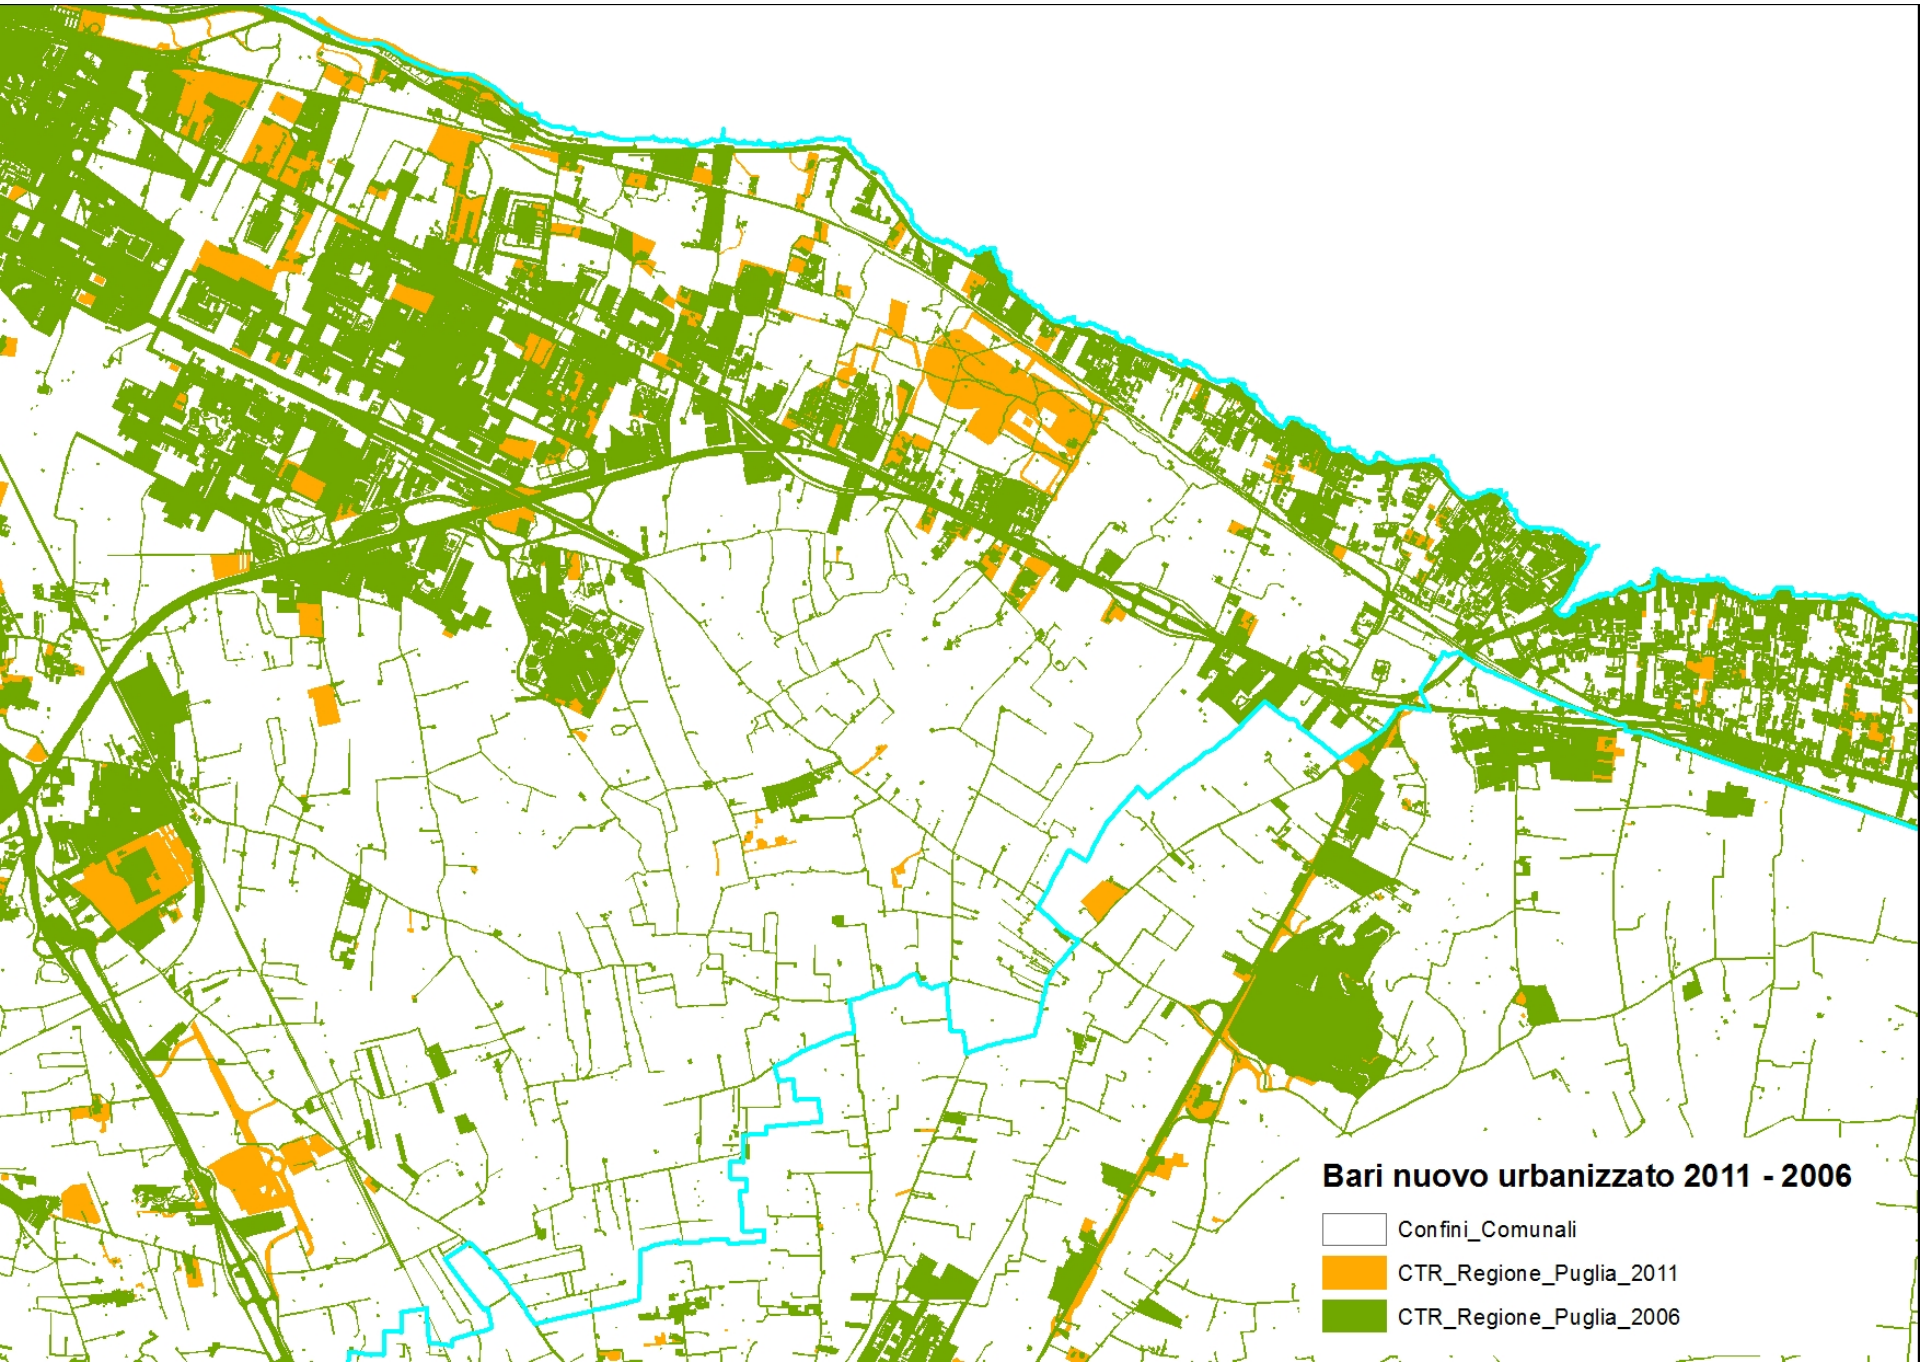 Bari nuovo urbanizzato 2011 - 2006
Confini_Comunali
CTR_Regione_Puglia_2011
CTR_Regione_Puglia_2006